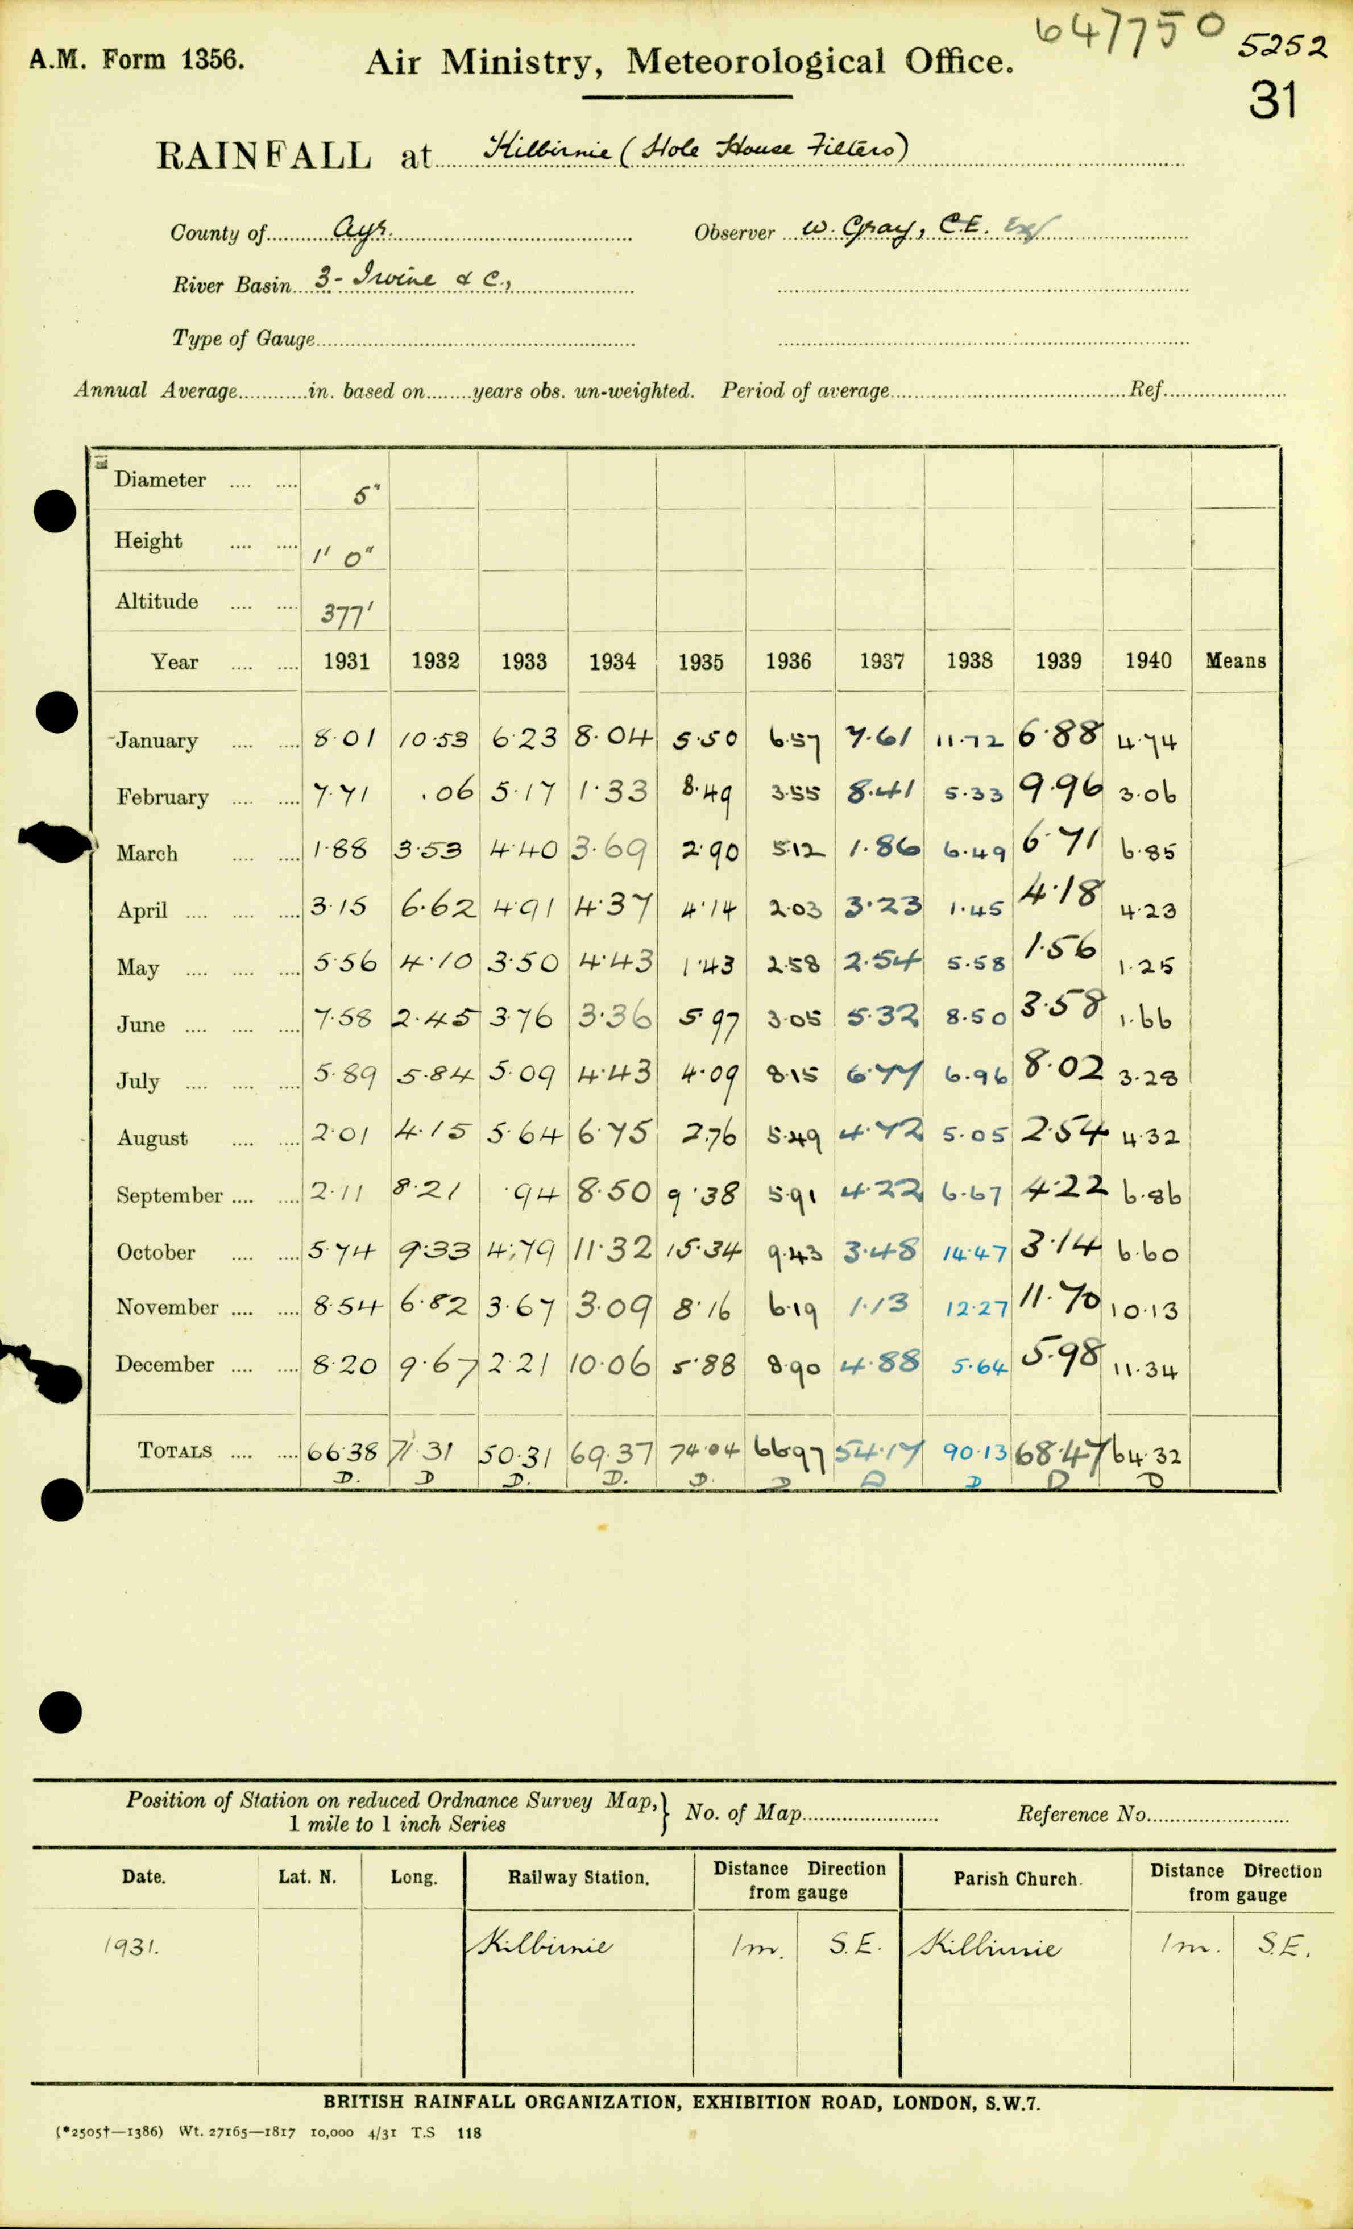 647750 5252
A.M. Form 1356. Air Ministry, Meteorological Office.
31
RAINFALL at Kilbirnie (Hole House Filters)
County of Ayr. Observer W. Gray, C.E.
River Basin 3- Irvine & C.,
Type of Gauge
Annual Average in. based on years obs. un-weighted. Period of average Ref.
Diameter 5"
Height 1' 0"
Altitude 377'
Year 1931 1932 1933 1934 1935 1936 1937 1938 1939 1940 Means
January 8.01 10.53 6.23 8.04 5.50 6.57 7.61 11.72 6.88 4.74
February 7.71 .06 5.17 1.33 8.49 3.55 8.41 5.33 9.96 3.06
March 1.88 3.53 4.40 3.69 2.90 5.12 1.86 6.49 6.71 6.85
April 3.15 6.62 4.91 4.37 4.14 2.03 3.23 1.45 4.18 4.23
May 5.56 4.10 3.50 4.43 1.43 2.58 2.54 5.58 1.56 1.25
June 7.58 2.45 3.76 3.36 5.97 3.05 5.32 8.50 3.58 1.66
July 5.89 5.84 5.09 4.43 4.09 8.15 6.77 6.96 8.02 3.28
August 2.01 4.15 5.64 6.75 2.76 5.49 4.72 5.05 2.54 4.32
September 2.11 8.21 .94 8.50 9.38 5.91 4.22 6.67 4.22 6.86
October 5.74 9.33 4.79 11.32 15.34 9.43 3.48 14.47 3.14 6.60
November 8.54 6.82 3.67 3.09 8.16 6.19 1.13 12.27 11.70 10.13
December 8.20 9.67 2.21 10.06 5.88 8.90 4.88 5.64 5.98 11.34
TOTALS 66.38 71.31 50.31 69.37 74.04 66.97 54.17 90.13 68.47 64.32
D. D D. D. D. D D D D D
Position of Station on reduced Ordnance Survey Map,} No. of Map Reference No.
1 mile to 1 inch Series
Date. Lat. N. Long. Railway Station. Distance Direction from gauge Parish Church. Distance Direction from gauge
1931. Kilbirnie 1m. S.E. Kilbirnie 1m. S.E.
BRITISH RAINFALL ORGANIZATION, EXHIBITION ROAD, LONDON, S.W.7.
(*2505†—1386) Wt. 27165—1817 10,000 4/31 T.S 118